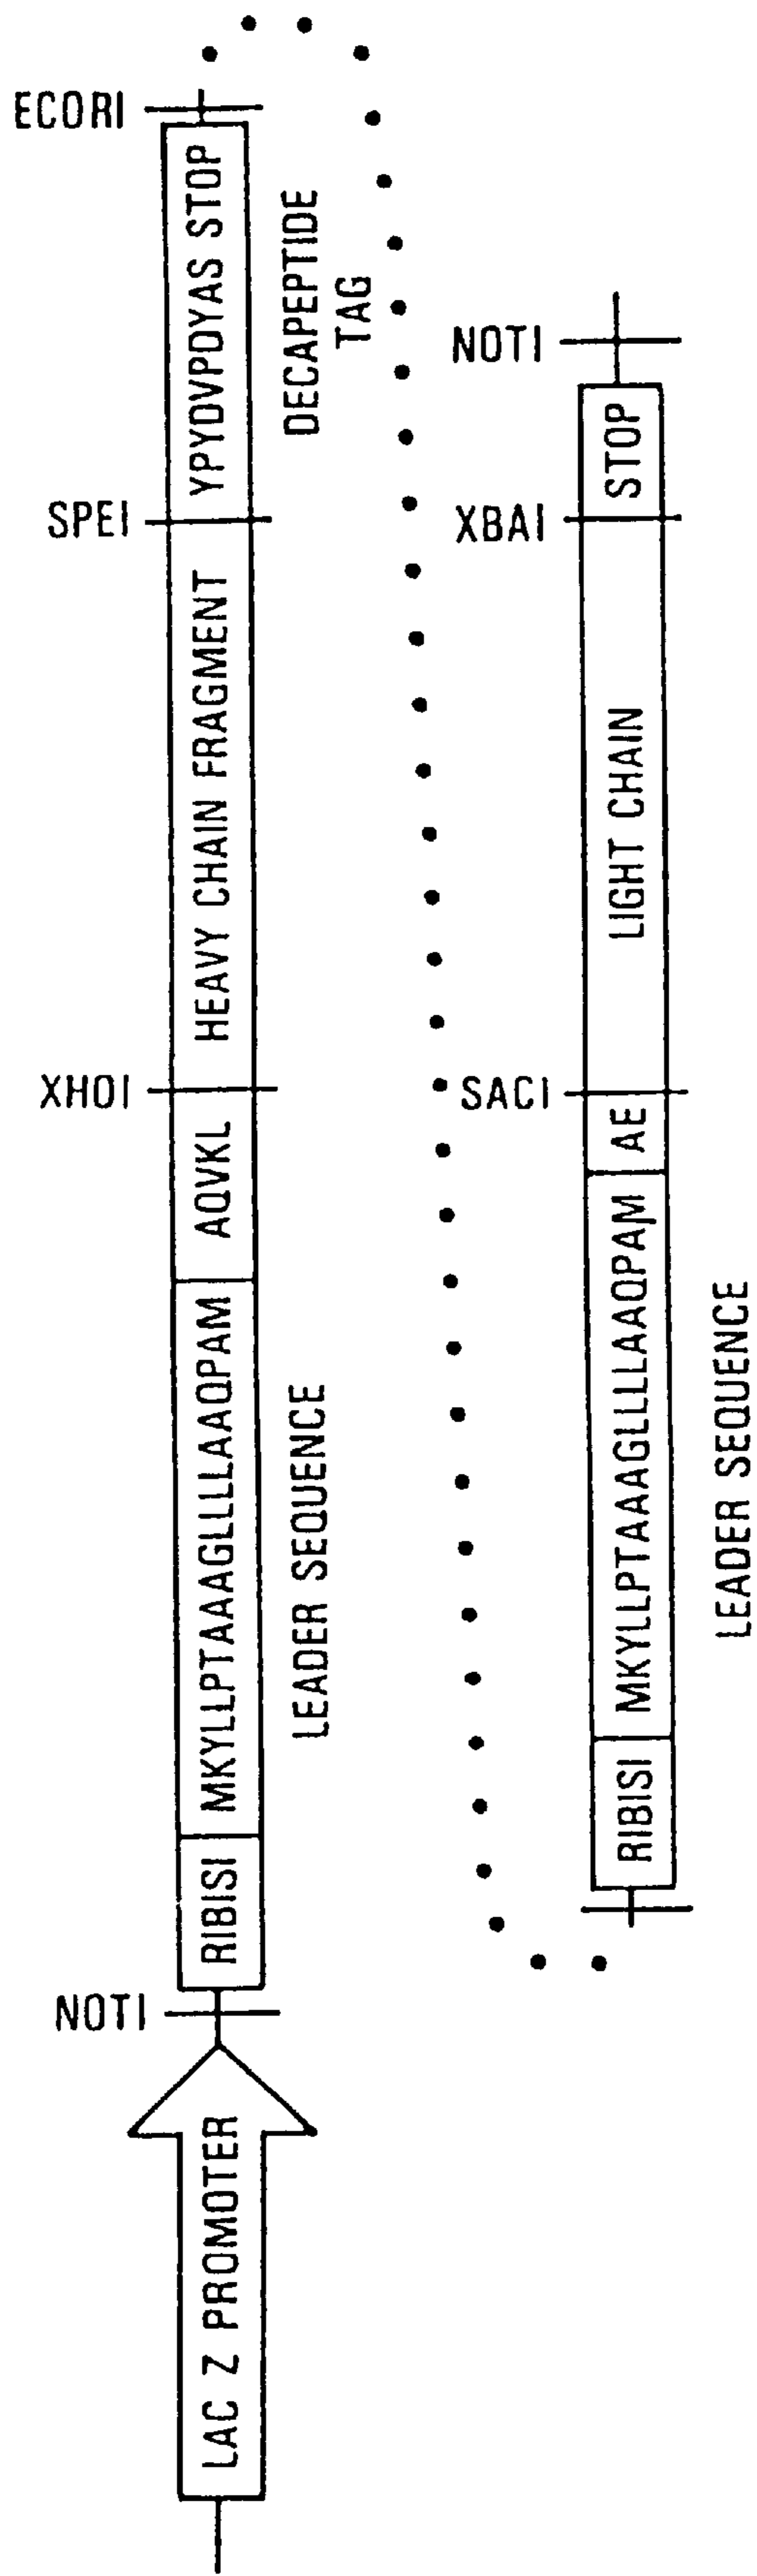 ECORI
YPYDVPDYAS STOP
DECAPEPTIDE
TAG
SPEI
HEAVY CHAIN FRAGMENT
XHOI
AQVKL
MKYLLPTAAAGLLLLAAQPAM
LEADER SEQUENCE
RIBISI
NOTI
LAC Z PROMOTER
NOTI
STOP
XBAI
LIGHT CHAIN
SACI
AE
MKYLLPTAAAGLLLLAAQPAM
LEADER SEQUENCE
RIBISI